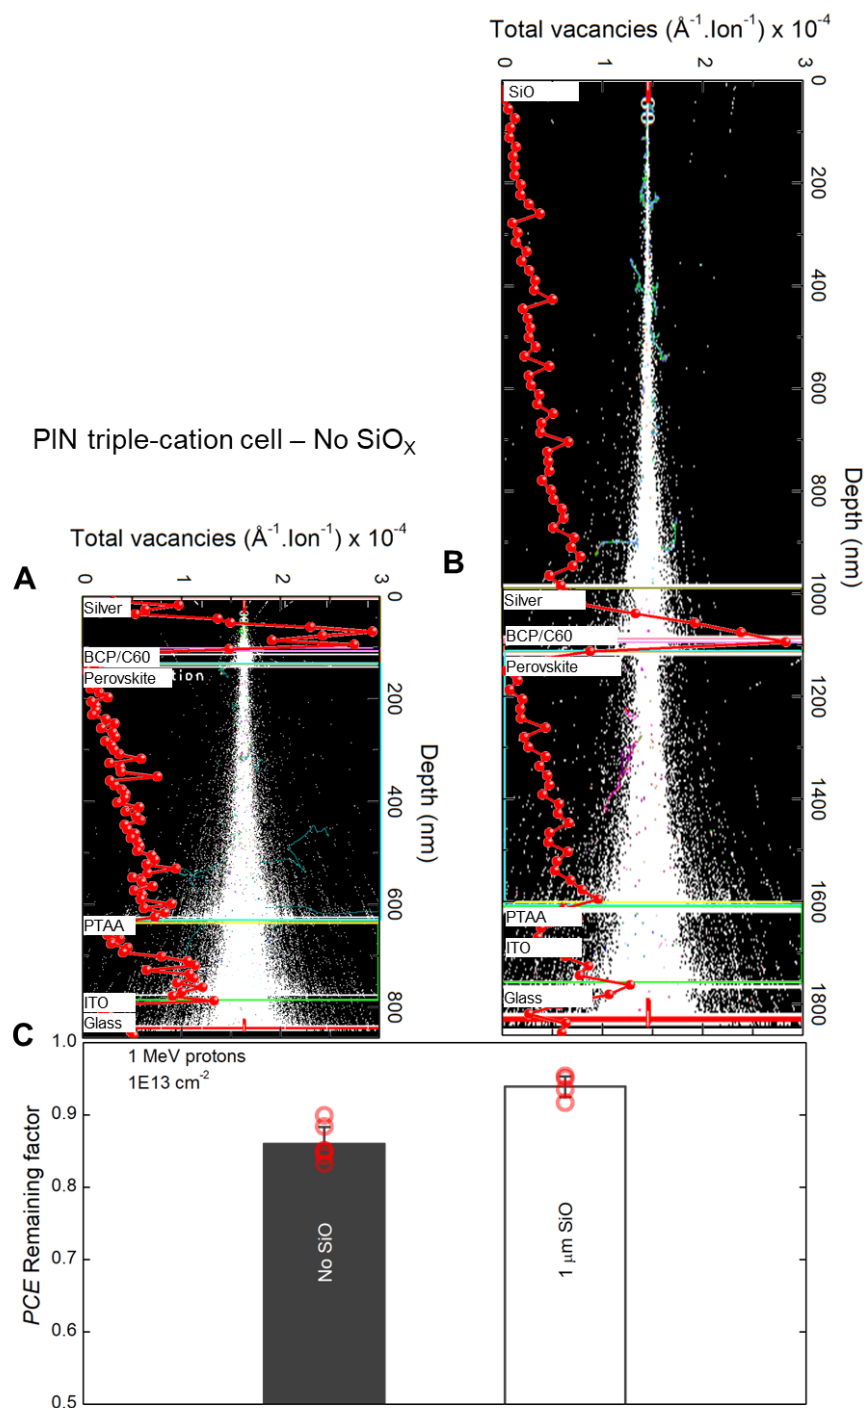 Total vacancies (Å⁻¹.Ion⁻¹) x 10⁻⁴
0 1 2 3
SiO
0
200
400
600
800
1000
1200
1400
1600
1800
Depth (nm)
B
Silver
BCP/C60
Perovskite
PTAA
ITO
Glass
PIN triple-cation cell – No SiOₓ
Total vacancies (Å⁻¹.Ion⁻¹) x 10⁻⁴
A
0 1 2 3
Silver
BCP/C60
Perovskite
tion
PTAA
ITO
Glass
0
200
400
600
800
Depth (nm)
C
1 MeV protons
1E13 cm⁻²
PCE Remaining factor
1.0
0.9
0.8
0.7
0.6
0.5
No SiO
1 µm SiO